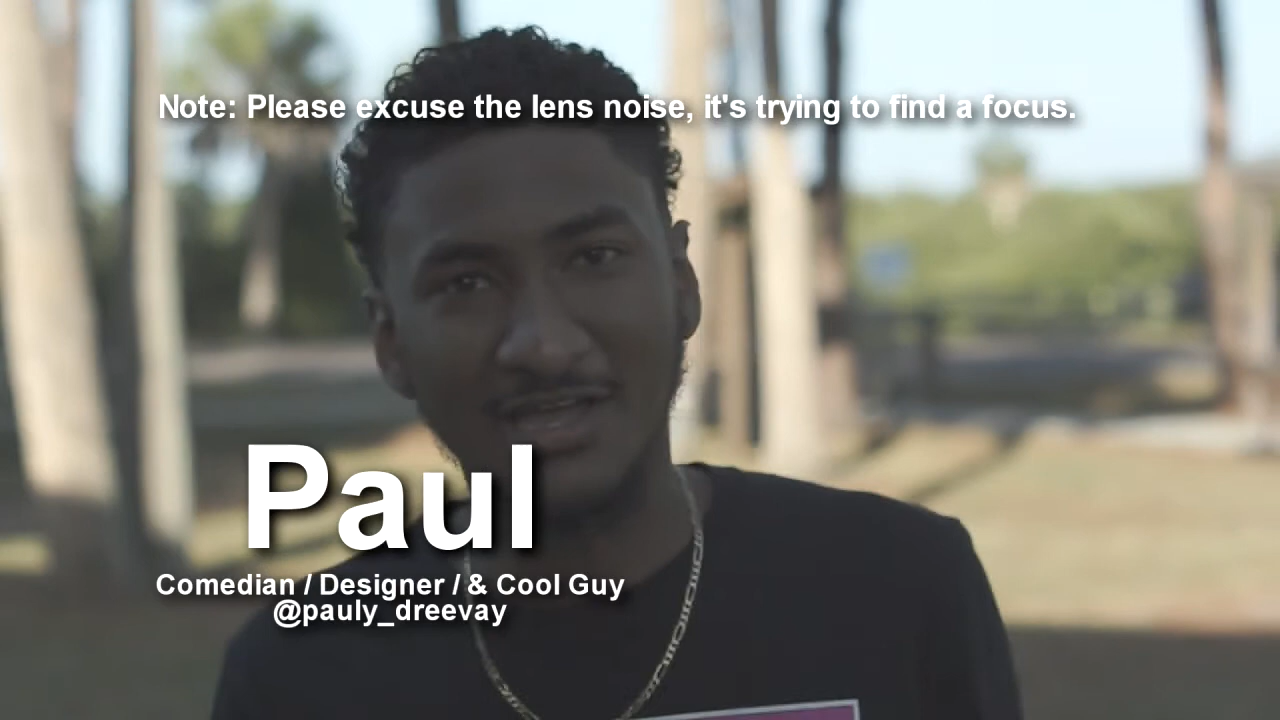 Note: Please excuse the lens noise, it's trying to find a focus.
Paul
Comedian / Designer / & Cool Guy
@pauly_dreevay